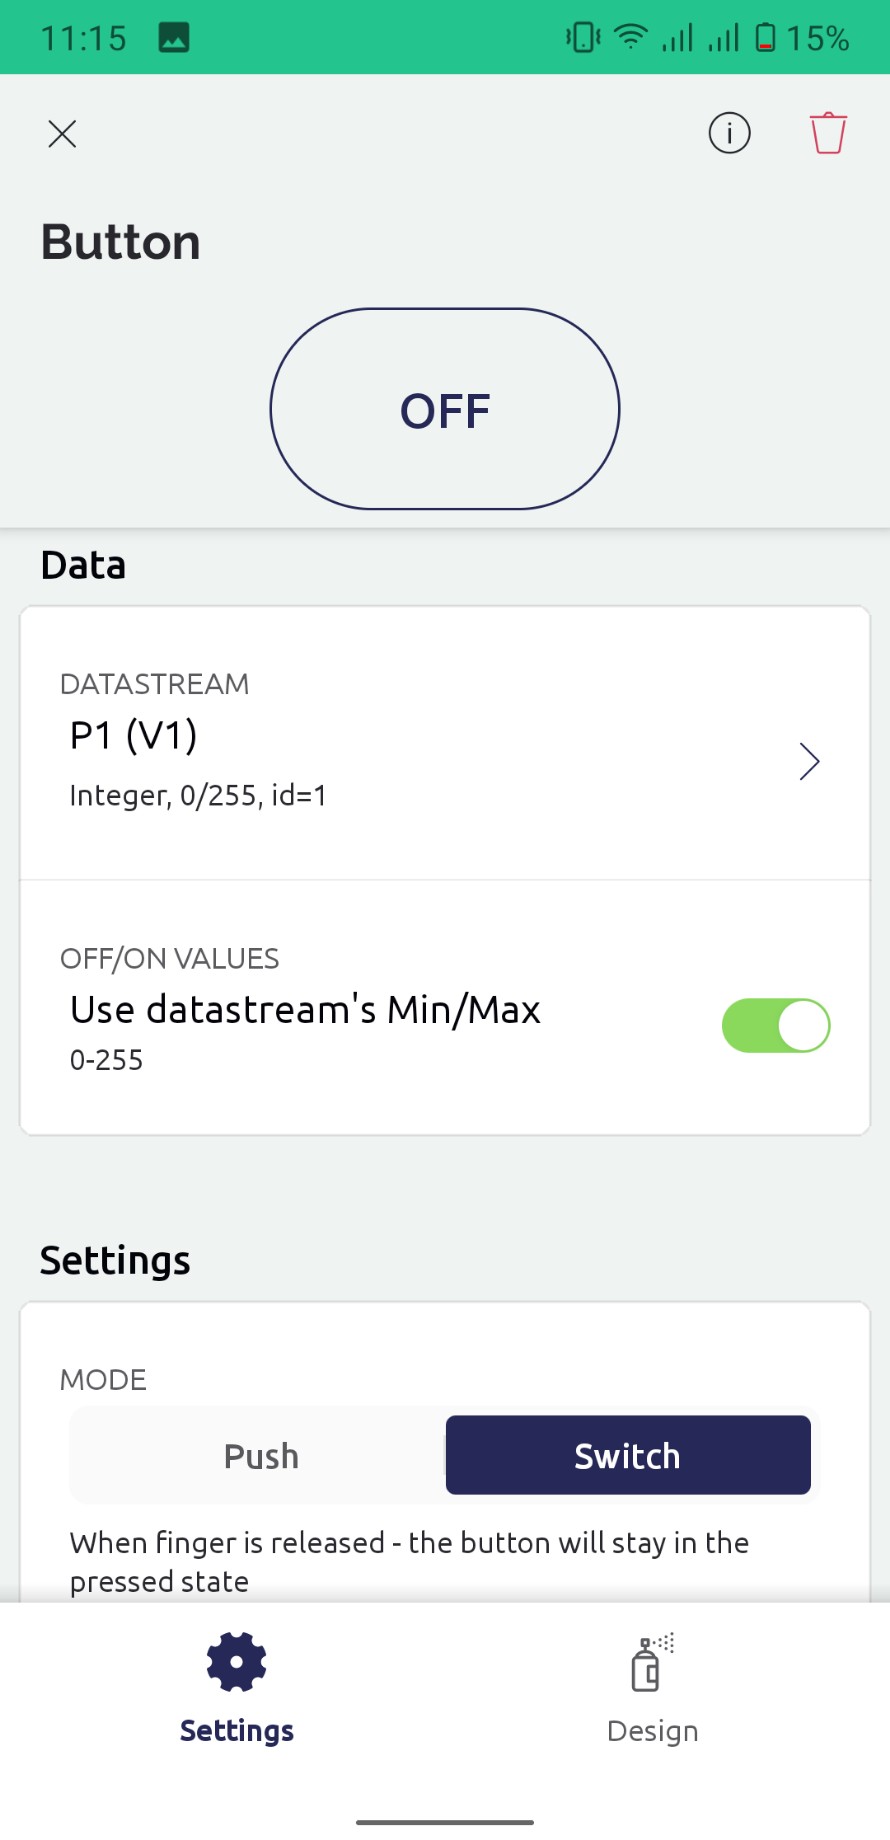 11:15 15%
Button
OFF
Data
DATASTREAM
P1 (V1)
Integer, 0/255, id=1
OFF/ON VALUES
Use datastream's Min/Max
0-255
Settings
MODE
Push Switch
When finger is released - the button will stay in the
pressed state
Settings Design